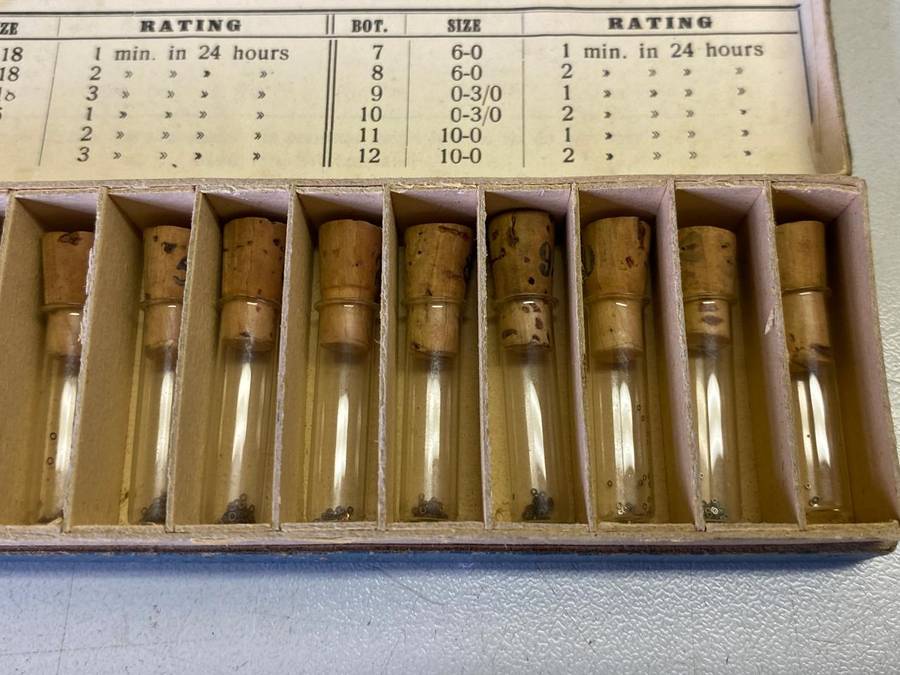 ZE RATING BOT. SIZE RATING
18 1 min. in 24 hours 7 6-0 1 min. in 24 hours
18 2 » » » » 8 6-0 2 » » » »
3 » » » » 9 0-3/0 1 » » » »
1 » » » » 10 0-3/0 2 » » » »
2 » » » » 11 10-0 1 » » » »
3 » » » » 12 10-0 2 » » » »